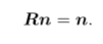 Rn = n.